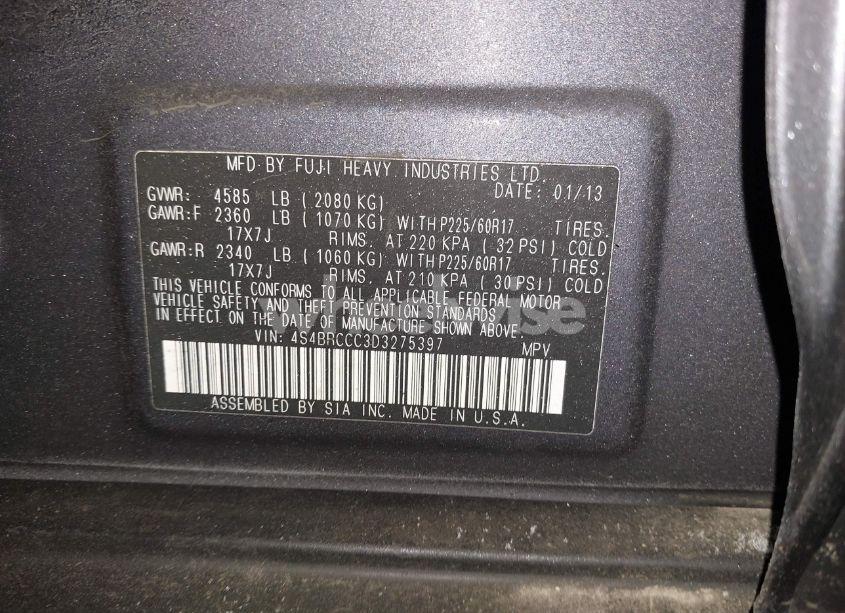 MFD BY FUJI HEAVY INDUSTRIES LTD.
DATE: 01/13
GVWR: 4585 LB ( 2080 KG)
GAWR:F 2360 LB ( 1070 KG) WITH P225/60R17 TIRES.
17X7J RIMS. AT 220 KPA ( 32 PSI) COLD
GAWR:R 2340 LB ( 1060 KG) WITH P225/60R17 TIRES.
17X7J RIMS. AT 210 KPA ( 30 PSI) COLD
THIS VEHICLE CONFORMS TO ALL APPLICABLE FEDERAL MOTOR
VEHICLE SAFETY AND THEFT PREVENTION STANDARDS
IN EFFECT ON THE DATE OF MANUFACTURE SHOWN ABOVE.
VIN: 4S4BRCCC3D3275397 MPV
ASSEMBLED BY SIA INC. MADE IN U.S.A.